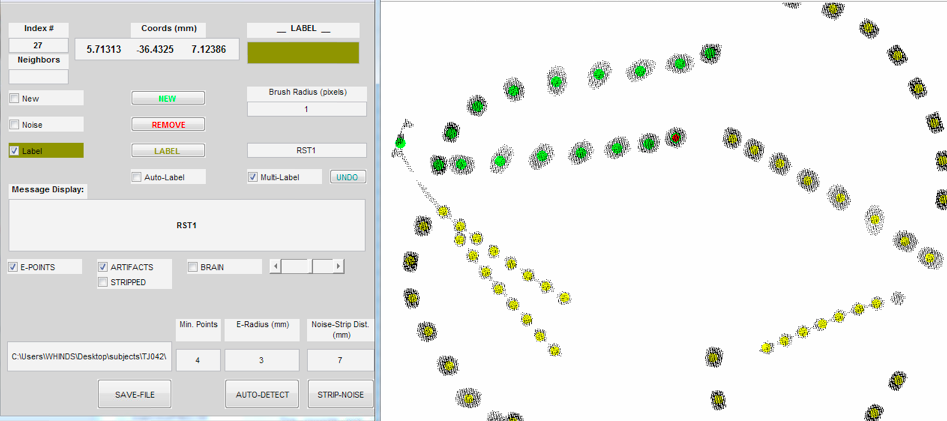 Index #
Coords (mm)
__ LABEL __
27
5.71313 -36.4325 7.12386
Neighbors
Brush Radius (pixels)
New
NEW
1
Noise
REMOVE
Label
LABEL
RST1
Auto-Label
Multi-Label
UNDO
Message Display:
RST1
E-POINTS
ARTIFACTS
BRAIN
STRIPPED
Min. Points
E-Radius (mm)
Noise-Strip Dist. (mm)
C:\Users\WHINDS\Desktop\subjects\TJ042\
4
3
7
SAVE-FILE
AUTO-DETECT
STRIP-NOISE